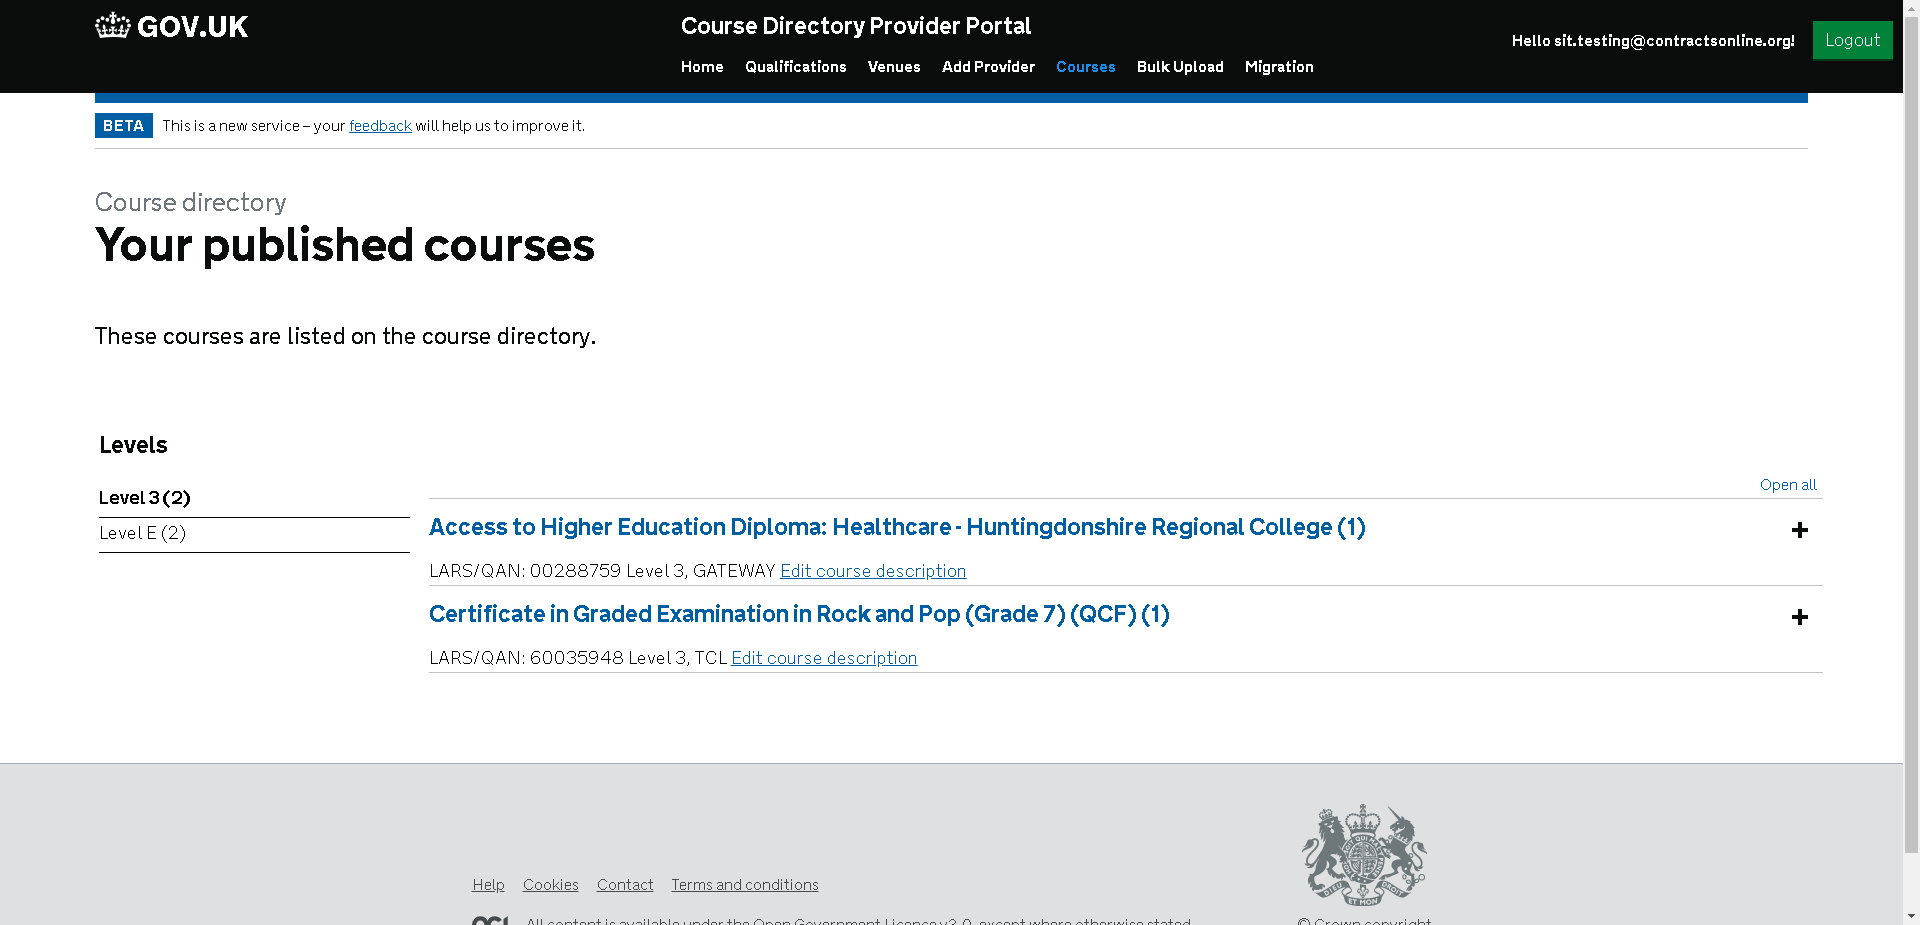 GOV.UK
Course Directory Provider Portal
Home Qualifications Venues Add Provider Courses Bulk Upload Migration
Hello sit.testing@contractsonline.org!
Logout
BETA This is a new service – your feedback will help us to improve it.
Course directory
Your published courses
These courses are listed on the course directory.
Levels
Level 3 (2)
Level E (2)
Open all
Access to Higher Education Diploma: Healthcare - Huntingdonshire Regional College (1)
LARS/QAN: 00288759 Level 3, GATEWAY Edit course description
Certificate in Graded Examination in Rock and Pop (Grade 7) (QCF) (1)
LARS/QAN: 60035948 Level 3, TCL Edit course description
Help Cookies Contact Terms and conditions
All content is available under the Open Government Licence v3.0, except where otherwise stated
© Crown copyright